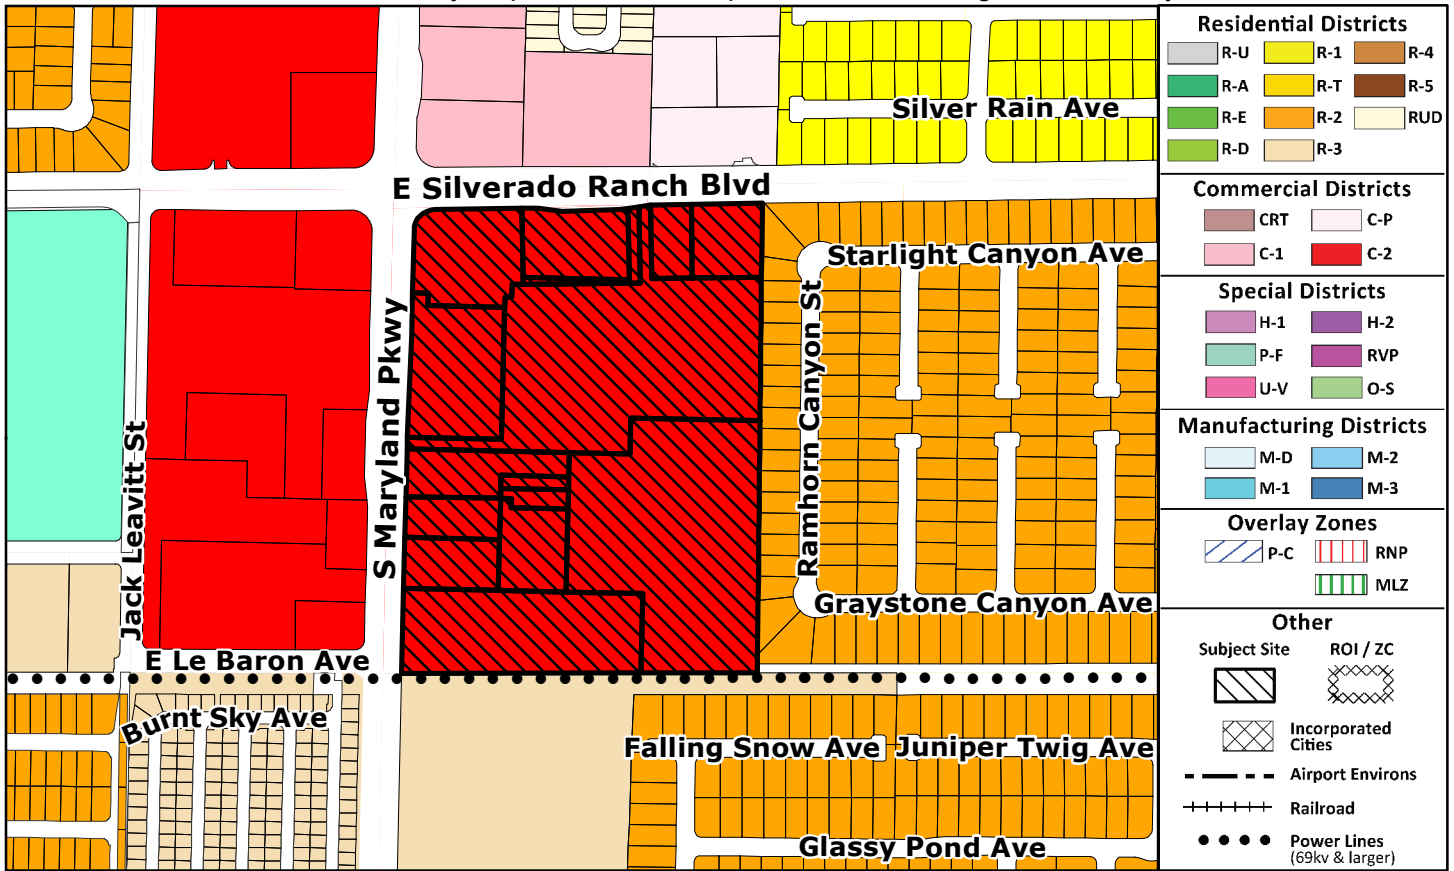 Silver Rain Ave
E Silverado Ranch Blvd
Starlight Canyon Ave
S Maryland Pkwy
Ramhorn Canyon St
Jack Leavitt St
Graystone Canyon Ave
E Le Baron Ave
Burnt Sky Ave
Falling Snow Ave
Juniper Twig Ave
Glassy Pond Ave
Residential Districts
R-U R-1 R-4
R-A R-T R-5
R-E R-2 RUD
R-D R-3
Commercial Districts
CRT C-P
C-1 C-2
Special Districts
H-1 H-2
P-F RVP
U-V O-S
Manufacturing Districts
M-D M-2
M-1 M-3
Overlay Zones
P-C RNP
MLZ
Other
Subject Site ROI / ZC
Incorporated
Cities
Airport Environs
Railroad
Power Lines
(69kv & larger)